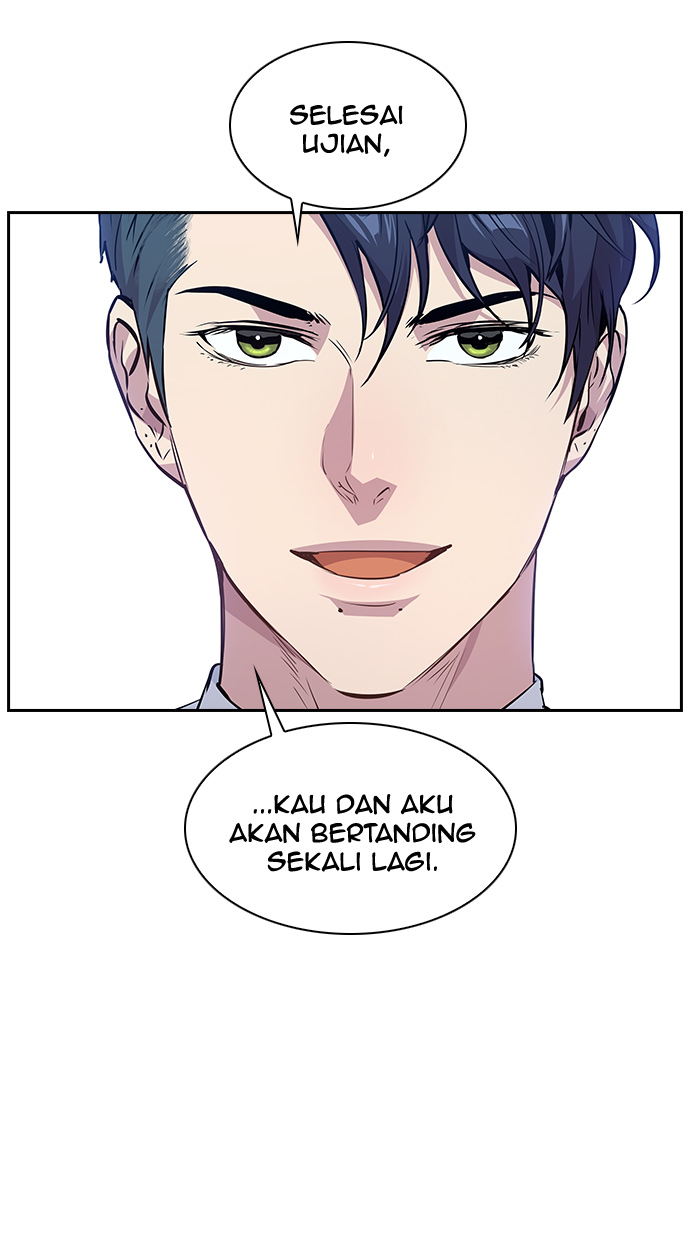 SELESAI
UJIAN,
...KAU DAN AKU
AKAN BERTANDING
SEKALI LAGI.